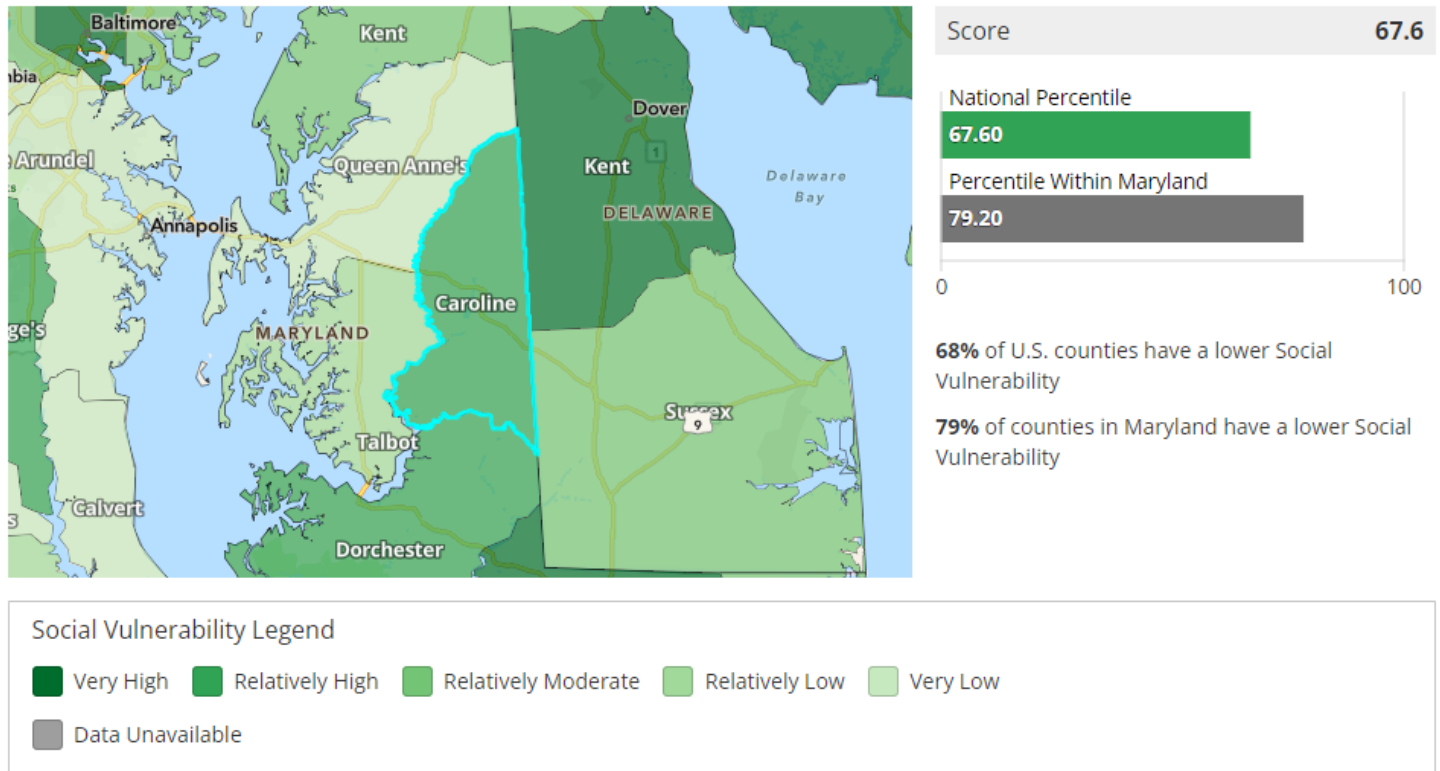 Baltimore
Kent
Score 67.6
nbia
National Percentile
67.60
Dover
Arundel
Queen Anne's
Kent
1
Delaware
Bay
Percentile Within Maryland
79.20
DELAWARE
Annapolis
0 100
Caroline
MARYLAND
ge's
68% of U.S. counties have a lower Social
Vulnerability
79% of counties in Maryland have a lower Social
Vulnerability
Sussex
9
Talbot
Calvert
s
Dorchester
Social Vulnerability Legend
Very High Relatively High Relatively Moderate Relatively Low Very Low
Data Unavailable